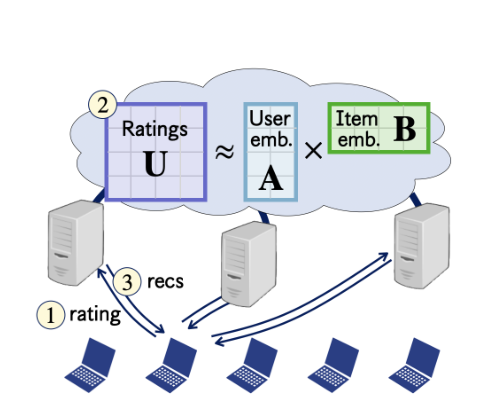 2
Ratings
U
≈
User
emb.
A
×
Item
emb. B
3 recs
1 rating